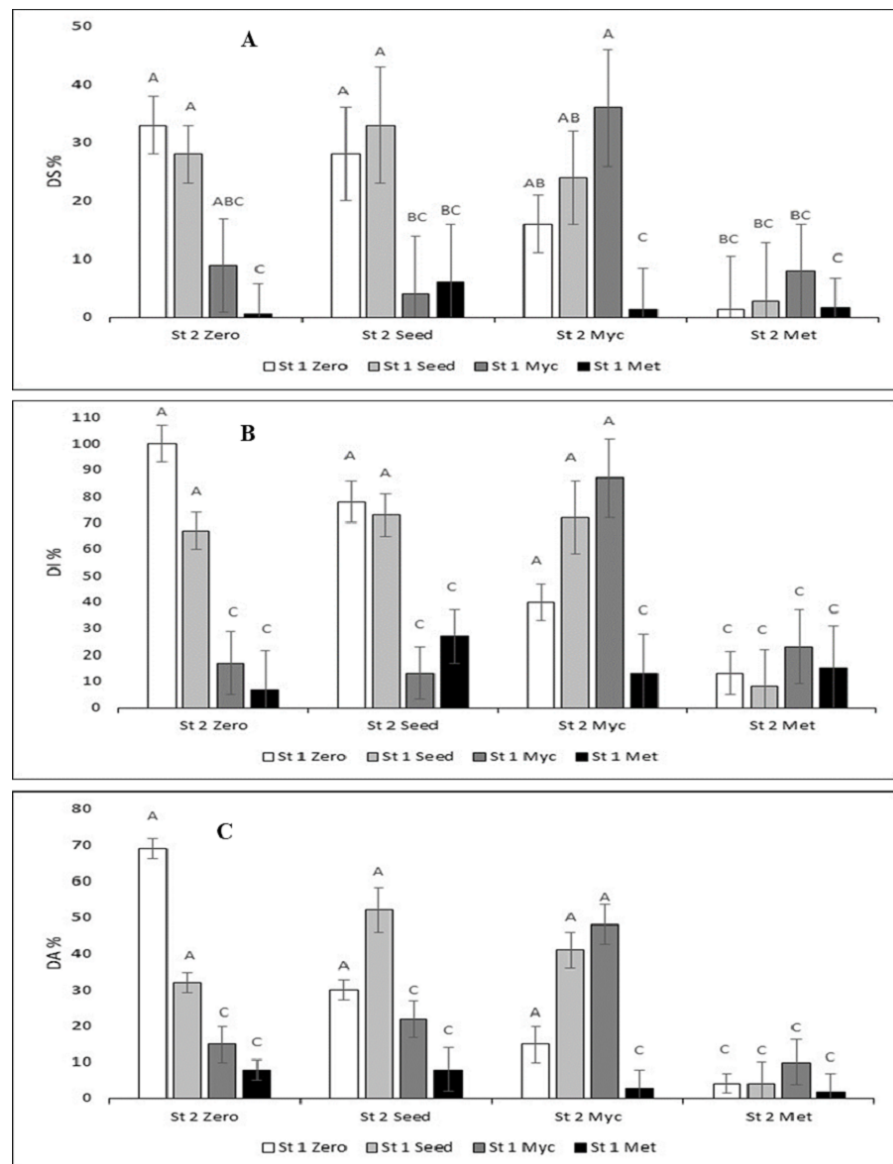 A
50
40
30
20
10
0
DS %
A A ABC C
A A BC BC
AB AB A C
BC BC BC C
St 2 Zero St 2 Seed St 2 Myc St 2 Met
St 1 Zero St 1 Seed St 1 Myc St 1 Met
B
110
100
90
80
70
60
50
40
30
20
10
0
DI %
A A C C
A A C C
A A A C
C C C C
St 2 Zero St 2 Seed St 2 Myc St 2 Met
St 1 Zero St 1 Seed St 1 Myc St 1 Met
C
80
70
60
50
40
30
20
10
0
DA %
A A C C
A A C C
A A A C
C C C C
St 2 Zero St 2 Seed St 2 Myc St 2 Met
St 1 Zero St 1 Seed St 1 Myc St 1 Met